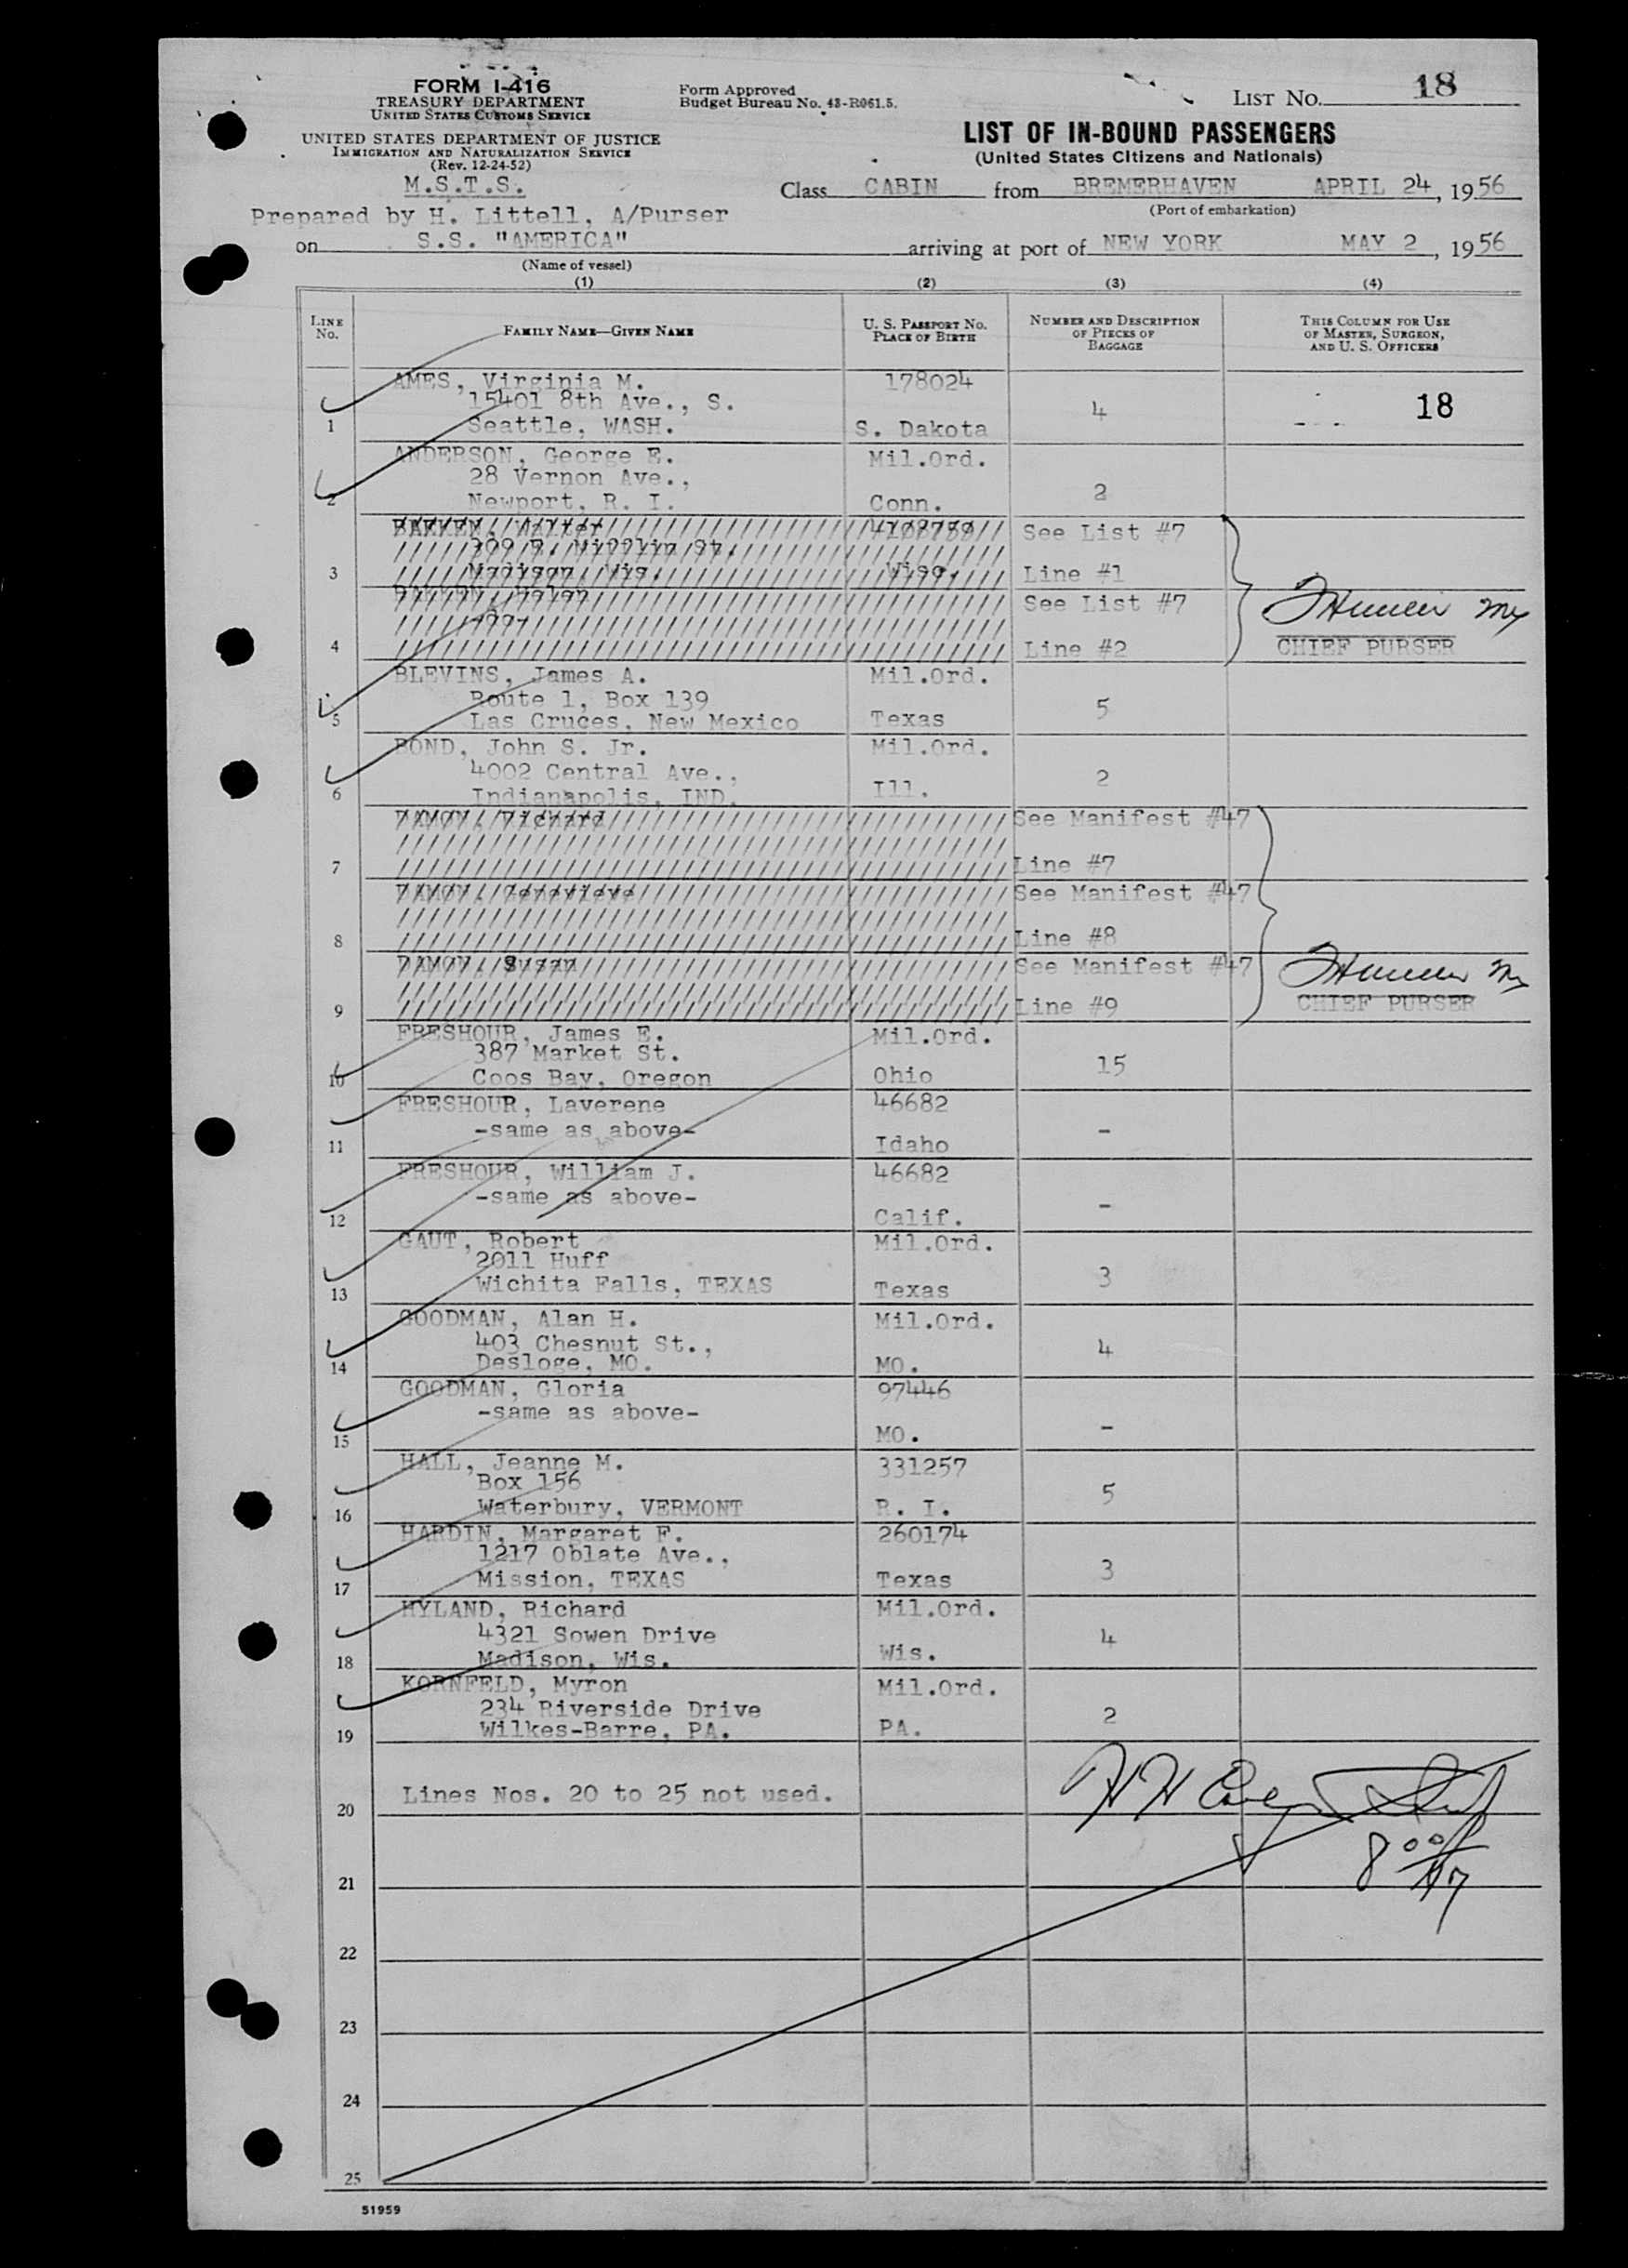 FORM I-416
TREASURY DEPARTMENT
UNITED STATES CUSTOMS SERVICE
UNITED STATES DEPARTMENT OF JUSTICE
IMMIGRATION AND NATURALIZATION SERVICE
(Rev. 12-24-52)
M.S.T.S.
Prepared by H. Littell, A/Purser
Form Approved
Budget Bureau No. 43-R061.5.
LIST NO. 18
LIST OF IN-BOUND PASSENGERS
(United States Citizens and Nationals)
Class CABIN from BREMERHAVEN APRIL 24, 1956
(Port of embarkation)
on S.S. "AMERICA" arriving at port of NEW YORK MAY 2, 1956
(Name of vessel)
(1) (2) (3) (4)
LINE No. FAMILY NAME—GIVEN NAME U. S. PASSPORT NO. PLACE OF BIRTH NUMBER AND DESCRIPTION OF PIECES OF BAGGAGE THIS COLUMN FOR USE OF MASTER, SURGEON, AND U. S. OFFICERS
AMES, Virginia M. 178024
15401 8th Ave., S. 4 18
1 Seattle, WASH. S. Dakota
ANDERSON, George E. Mil.Ord.
28 Vernon Ave.,
2 Newport, R. I. Conn. 2
Walter See List #7
309 Mifflin St.
3 Madison, Wis. Wisc. Line #1
Helen See List #7
4 Line #2 CHIEF PURSER
BLEVINS, James A. Mil.Ord.
Route 1, Box 139 5
5 Las Cruces, New Mexico Texas
BOND, John S. Jr. Mil.Ord.
4002 Central Ave., 2
6 Indianapolis, IND. Ill.
DAMON, Richard See Manifest #47
7 Line #7
DAMON, Genevieve See Manifest #47
8 Line #8
DAMON, Susan See Manifest #47
9 Line #9 CHIEF PURSER
FRESHOUR, James E. Mil.Ord.
387 Market St. 15
10 Coos Bay, Oregon Ohio
FRESHOUR, Laverene 46682
-same as above- -
11 Idaho
FRESHOUR, William J. 46682
-same as above- -
12 Calif.
GAUT, Robert Mil.Ord.
2011 Huff 3
13 Wichita Falls, TEXAS Texas
GOODMAN, Alan H. Mil.Ord.
403 Chesnut St., 4
14 Desloge, MO. MO.
GOODMAN, Gloria 97446
-same as above- -
15 MO.
HALL, Jeanne M. 331257
Box 156 5
16 Waterbury, VERMONT R. I.
HARDIN, Margaret F. 260174
1217 Oblate Ave., 3
17 Mission, TEXAS Texas
HYLAND, Richard Mil.Ord.
4321 Sowen Drive 4
18 Madison, Wis. Wis.
KORNFELD, Myron Mil.Ord.
234 Riverside Drive 2
19 Wilkes-Barre, PA. PA.
Lines Nos. 20 to 25 not used.
20
21
22
23
24
25
51959